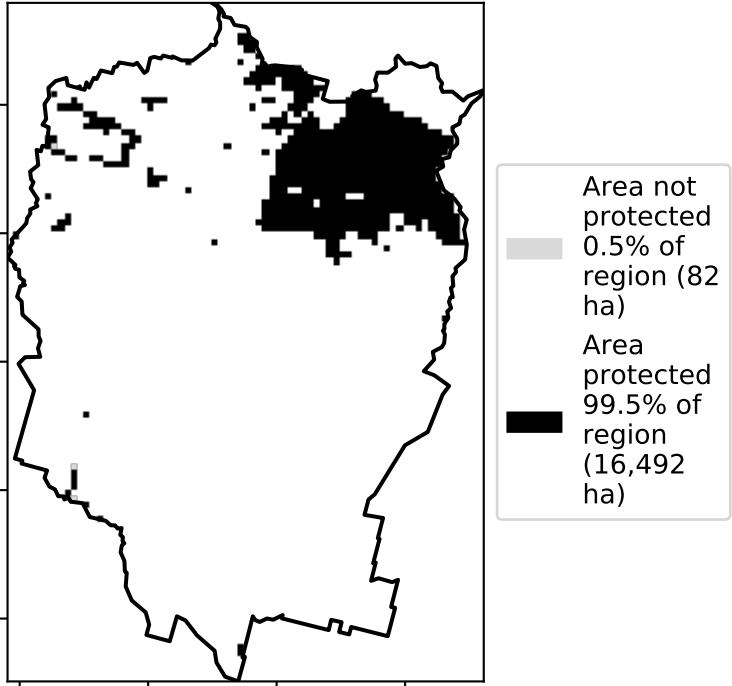 Area not
protected
0.5% of
region (82
ha)
Area
protected
99.5% of
region
(16,492
ha)